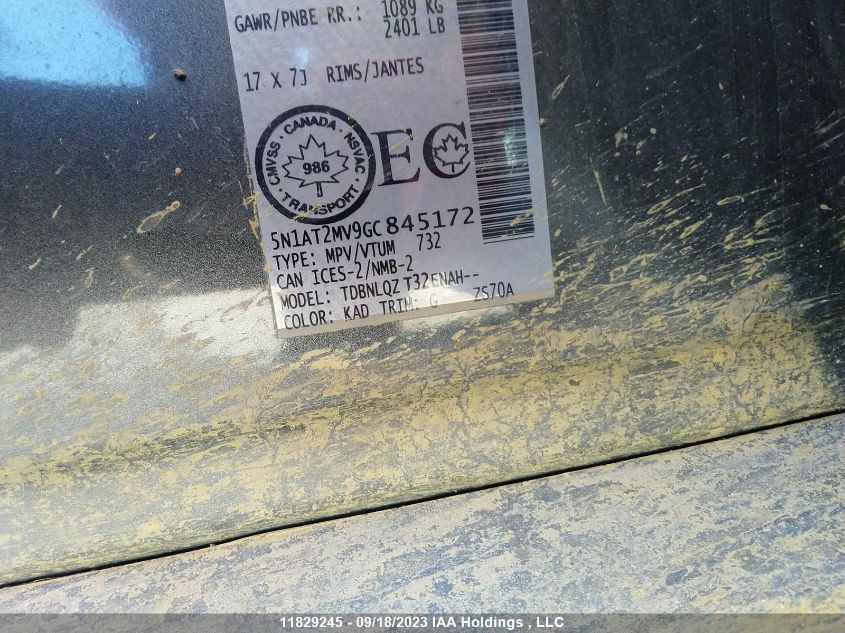 GAWR/PNBE RR.: 1089 KG
2401 LB
17 X 7J RIMS/JANTES
CMVSS · CANADA · NSVAC · TRANSPORT ·
986
EC
5N1AT2MV9GC845172
TYPE: MPV/VTUM 732
CAN ICES-2/NMB-2
MODEL: TDBNLQZ T32ENAH--
COLOR: KAD TRIM: G ZS70A
11829245 - 09/18/2023 IAA Holdings , LLC